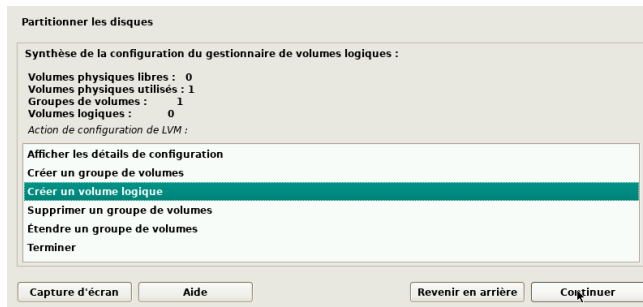 Partitionner les disques
Synthèse de la configuration du gestionnaire de volumes logiques :
Volumes physiques libres : 0
Volumes physiques utilisés : 1
Groupes de volumes : 1
Volumes logiques : 0
Action de configuration de LVM :
Afficher les détails de configuration
Créer un groupe de volumes
Créer un volume logique
Supprimer un groupe de volumes
Étendre un groupe de volumes
Terminer
Capture d'écran Aide Revenir en arrière Continuer